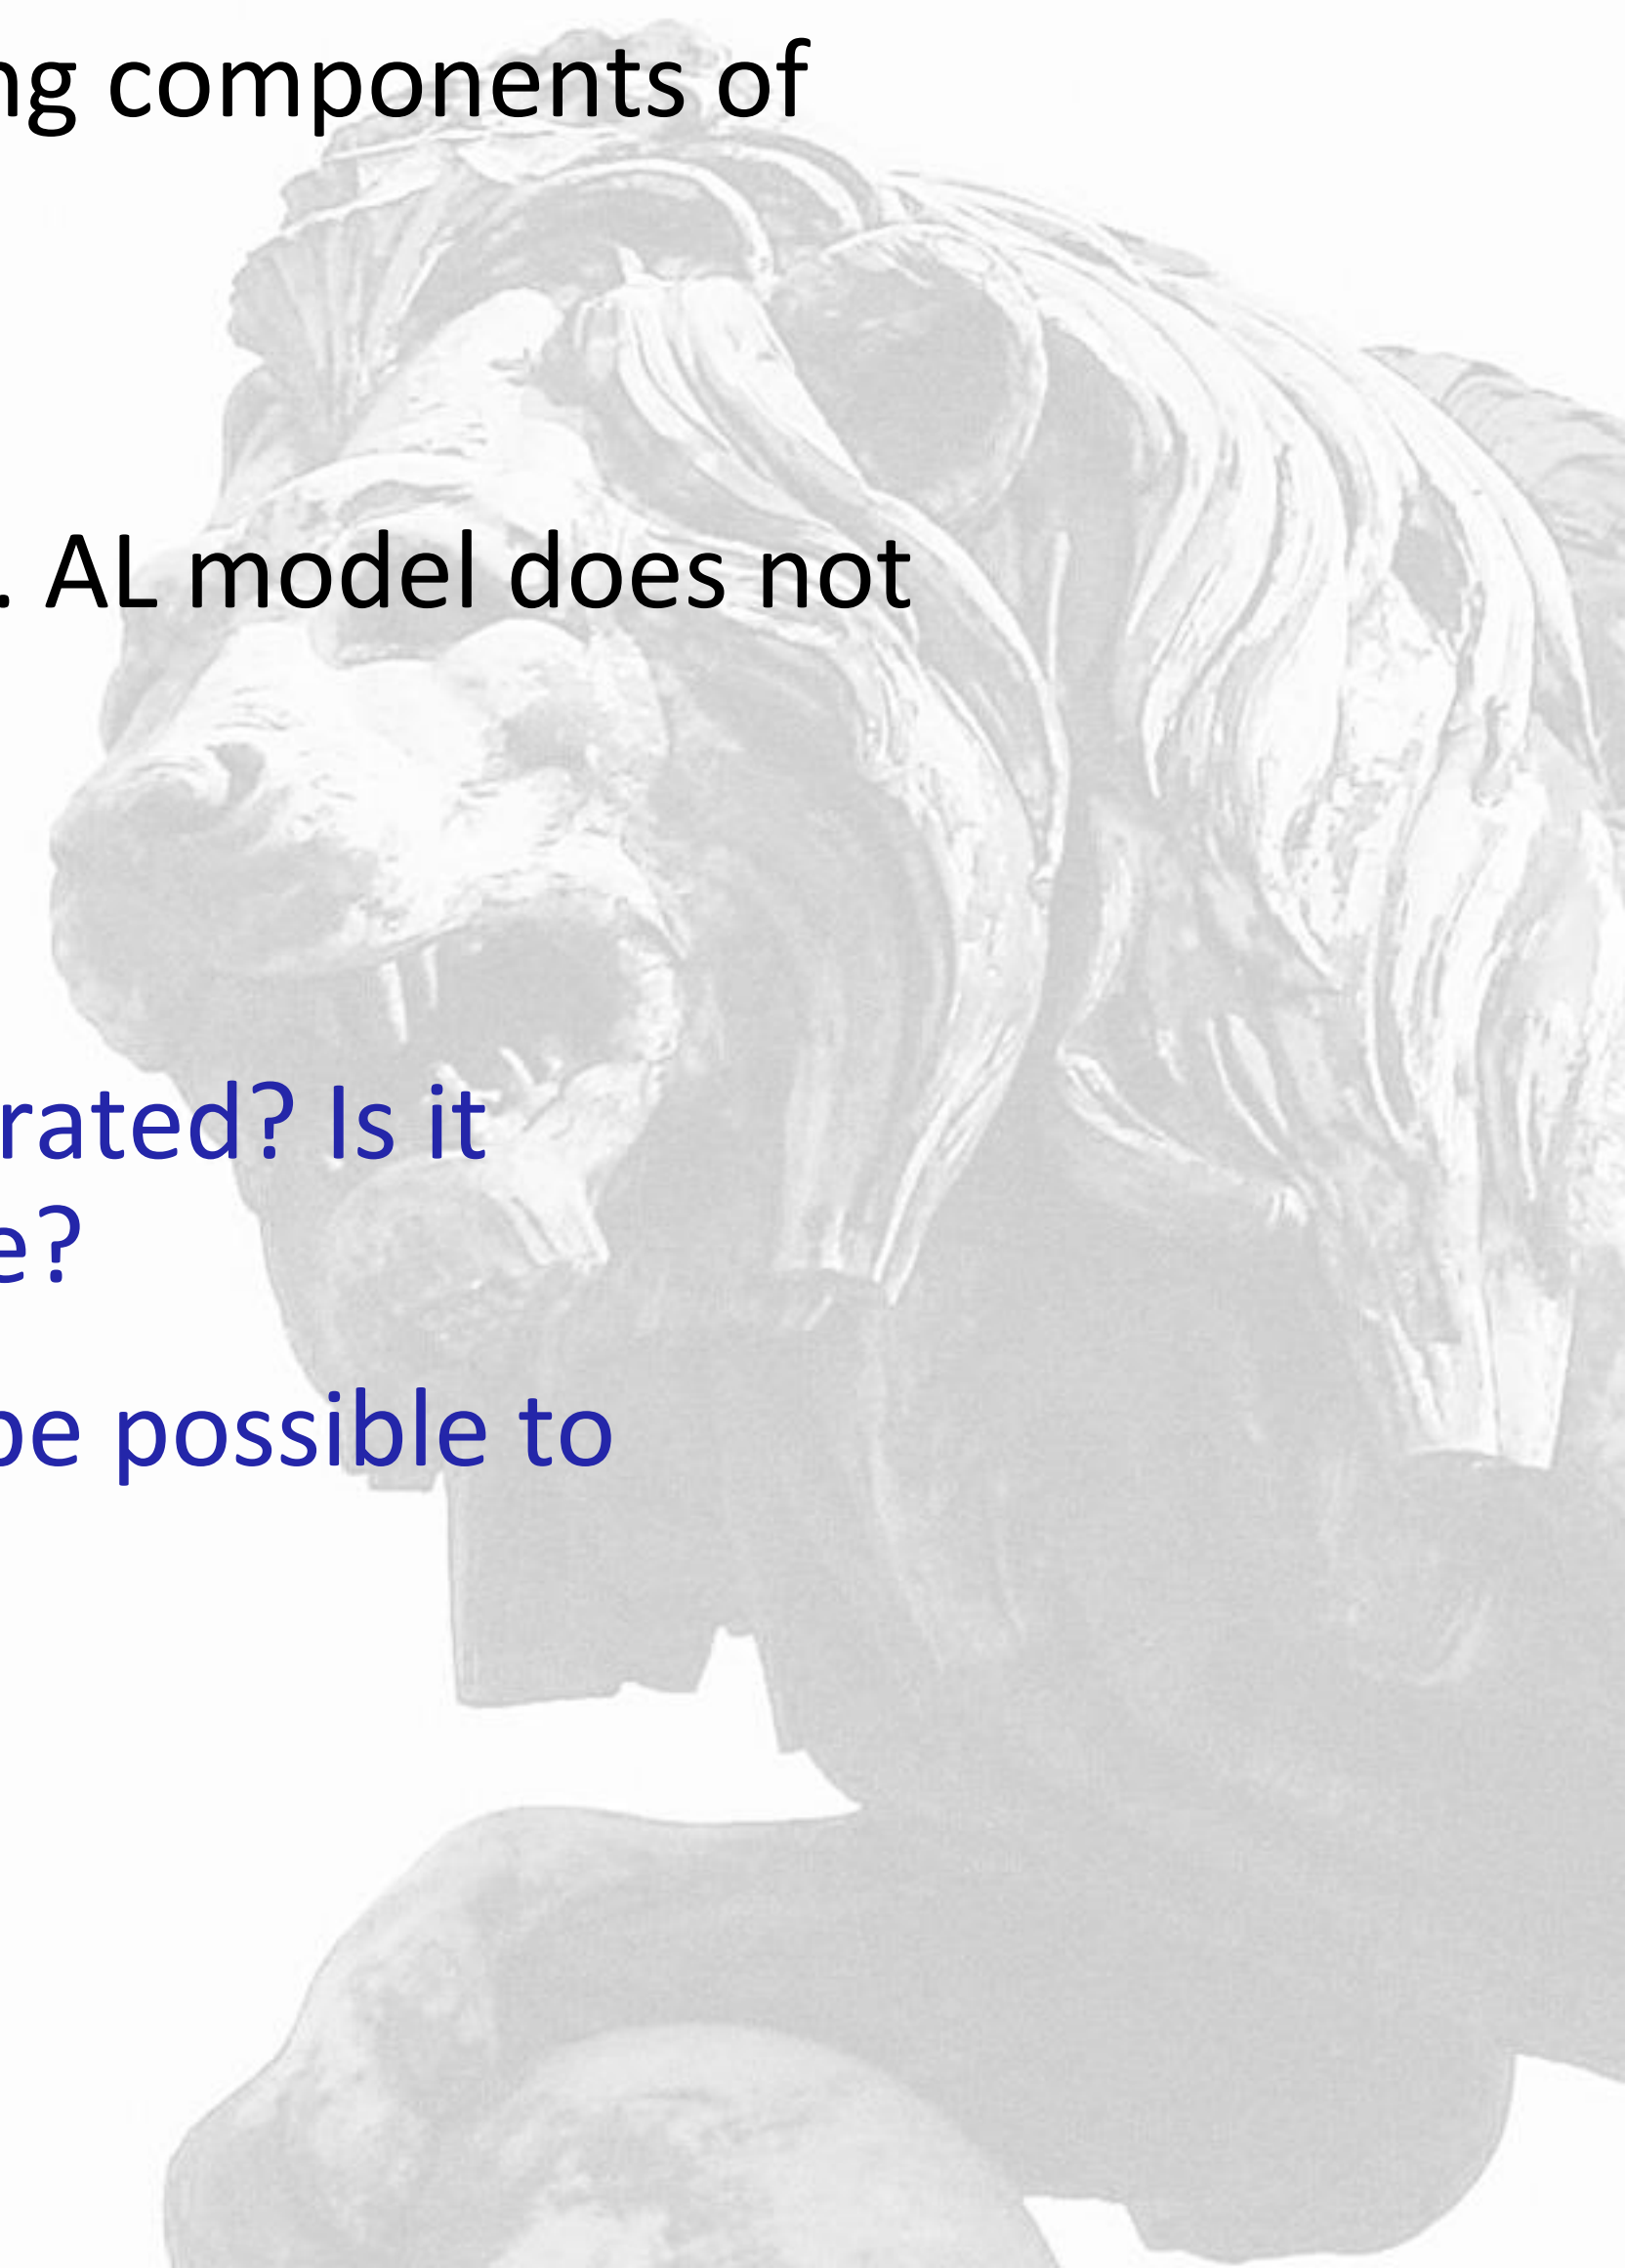 ng components of
. AL model does not
rated? Is it
e?
be possible to